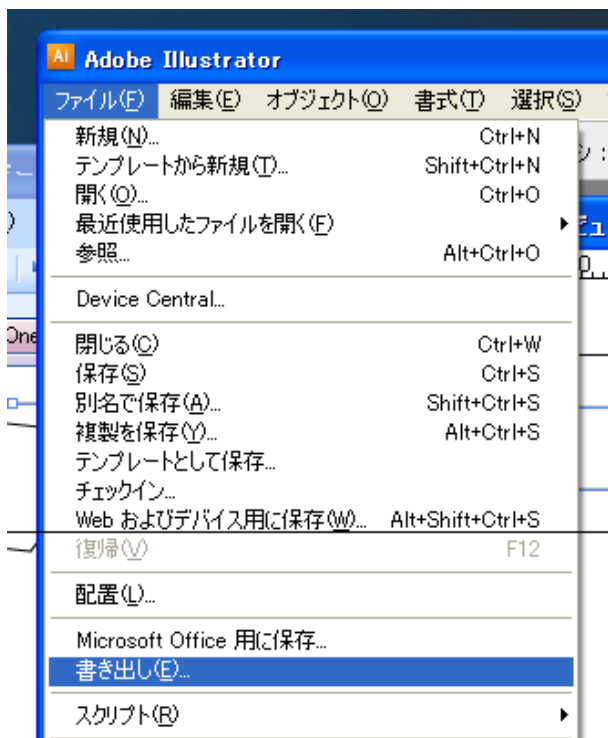 Ai Adobe Illustrator
ファイル(F) 編集(E) オブジェクト(O) 書式(T) 選択(S)
新規(N)... Ctrl+N
テンプレートから新規(T)... Shift+Ctrl+N
開く(O)... Ctrl+O
最近使用したファイルを開く(F)
参照... Alt+Ctrl+O
Device Central...
One
閉じる(C) Ctrl+W
保存(S) Ctrl+S
別名で保存(A)... Shift+Ctrl+S
複製を保存(Y)... Alt+Ctrl+S
テンプレートとして保存...
チェックイン...
Web およびデバイス用に保存(W)... Alt+Shift+Ctrl+S
復帰(V) F12
配置(L)...
Microsoft Office 用に保存...
書き出し(E)...
スクリプト(R)